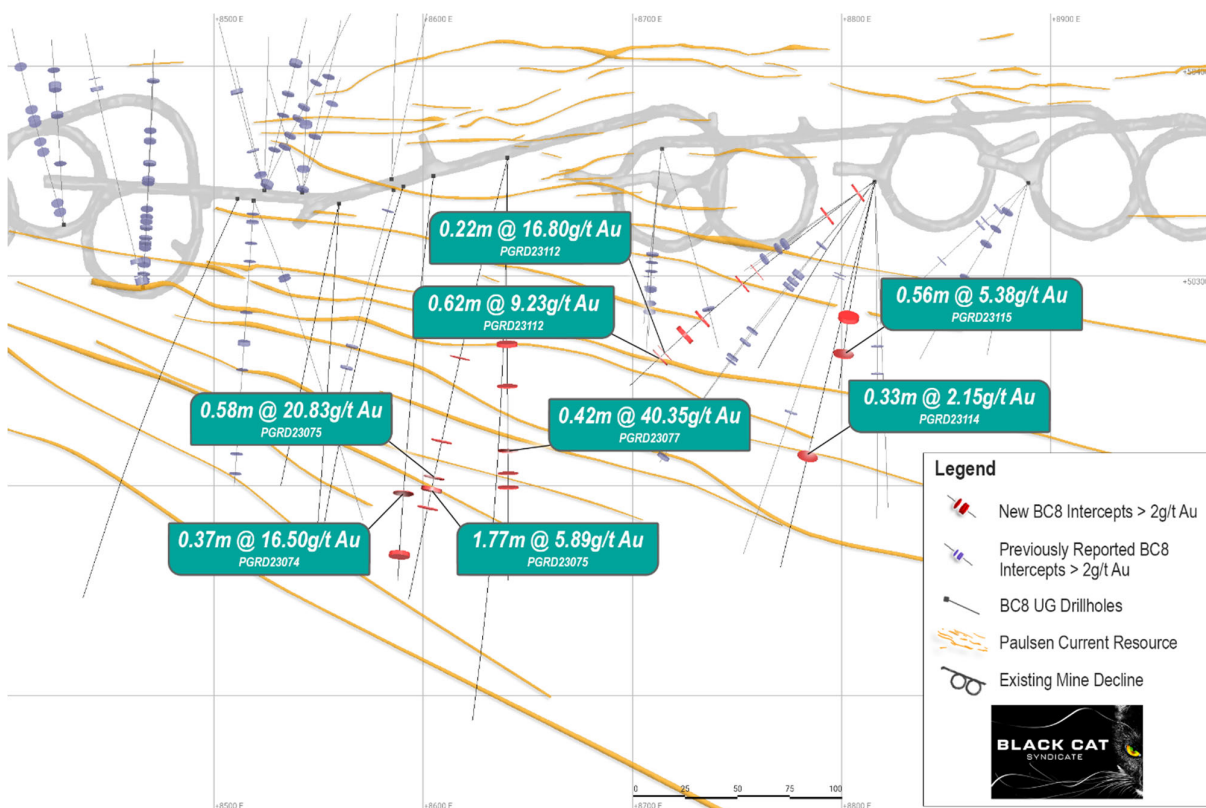 +8500 E
+8600 E
+8700 E
+8800 E
+8900 E
0.22m @ 16.80g/t Au
PGRD23112
+50300
0.62m @ 9.23g/t Au
PGRD23112
0.56m @ 5.38g/t Au
PGRD23115
0.58m @ 20.83g/t Au
PGRD23075
0.42m @ 40.35g/t Au
PGRD23077
0.33m @ 2.15g/t Au
PGRD23114
0.37m @ 16.50g/t Au
PGRD23074
1.77m @ 5.89g/t Au
PGRD23075
Legend
New BC8 Intercepts > 2g/t Au
Previously Reported BC8
Intercepts > 2g/t Au
BC8 UG Drillholes
Paulsen Current Resource
Existing Mine Decline
BLACK CAT
SYNDICATE
0 25 50 75 100
+8500 E
+8600 E
+8700 E
+8800 E